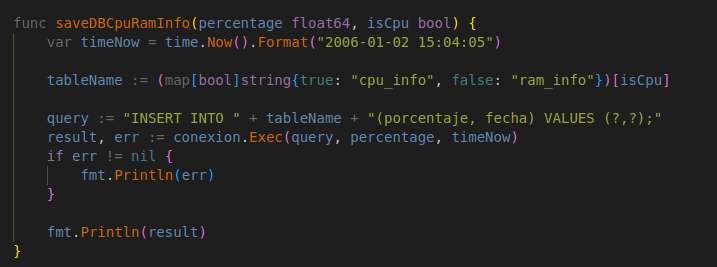 func saveDBCpuRamInfo(percentage float64, isCpu bool) {
    var timeNow = time.Now().Format("2006-01-02 15:04:05")

    tableName := (map[bool]string{true: "cpu_info", false: "ram_info"})[isCpu]

    query := "INSERT INTO " + tableName + "(porcentaje, fecha) VALUES (?,?);"
    result, err := conexion.Exec(query, percentage, timeNow)
    if err != nil {
        fmt.Println(err)
    }

    fmt.Println(result)
}